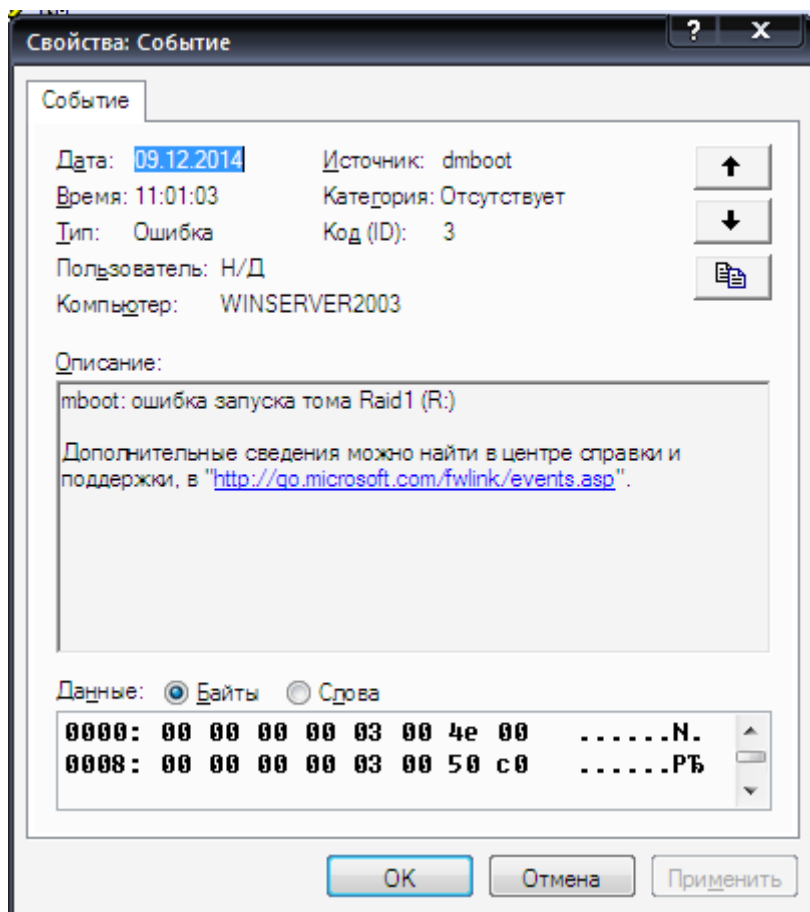 Свойства: Событие
? x
Событие
Дата: 09.12.2014 Источник: dmboot
Время: 11:01:03 Категория: Отсутствует
Тип: Ошибка Код (ID): 3
Пользователь: Н/Д
Компьютер: WINSERVER2003
Описание:
mboot: ошибка запуска тома Raid1 (R:)
Дополнительные сведения можно найти в центре справки и
поддержки, в "http://go.microsoft.com/fwlink/events.asp".
Данные: Байты Слова
0000: 00 00 00 00 03 00 4e 00 ......N.
0008: 00 00 00 00 03 00 50 c0 ......PЂ
OK Отмена Применить